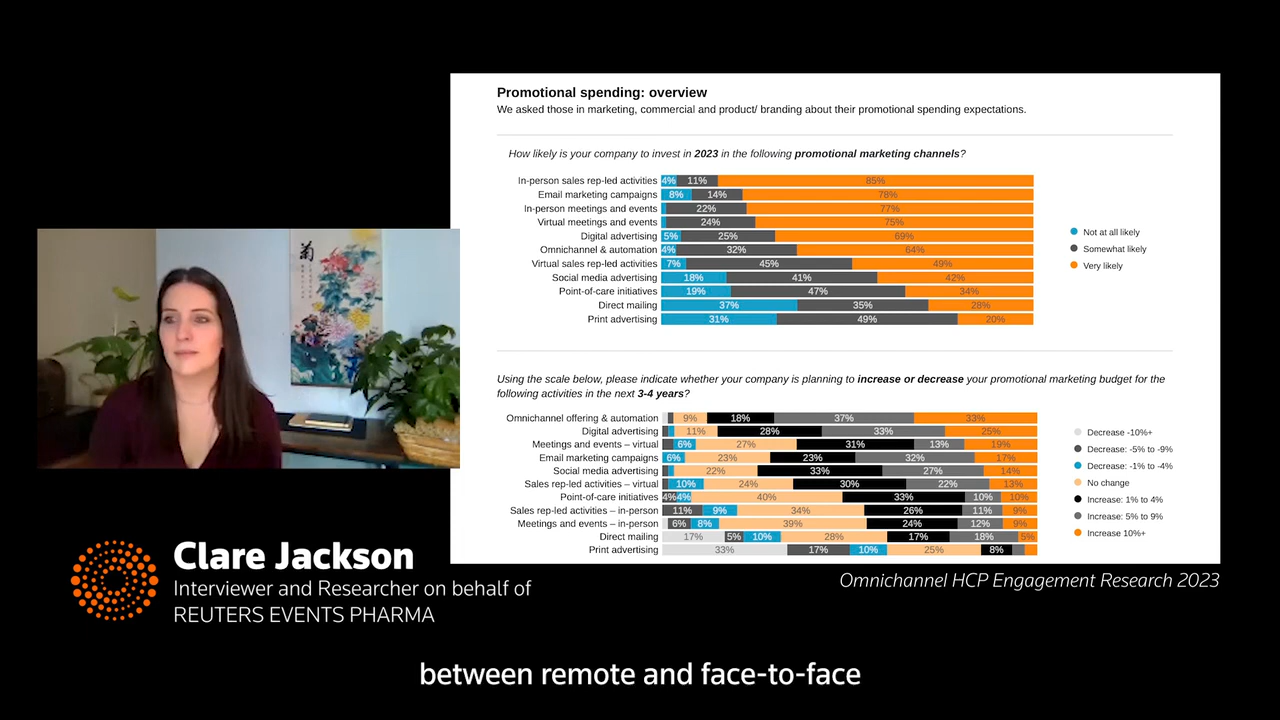 Promotional spending: overview
We asked those in marketing, commercial and product/ branding about their promotional spending expectations.
How likely is your company to invest in 2023 in the following promotional marketing channels?
In-person sales rep-led activities 4% 11% 85%
Email marketing campaigns 8% 14% 78%
In-person meetings and events 22% 77%
Virtual meetings and events 24% 75%
Digital advertising 5% 25% 69%
Omnichannel & automation 4% 32% 64%
Virtual sales rep-led activities 7% 45% 49%
Social media advertising 18% 41% 42%
Point-of-care initiatives 19% 47% 34%
Direct mailing 37% 35% 28%
Print advertising 31% 49% 20%
Not at all likely
Somewhat likely
Very likely
Using the scale below, please indicate whether your company is planning to increase or decrease your promotional marketing budget for the
following activities in the next 3-4 years?
Omnichannel offering & automation 9% 18% 37% 33%
Digital advertising 11% 28% 33% 25%
Meetings and events – virtual 6% 27% 31% 13% 19%
Email marketing campaigns 6% 23% 23% 32% 17%
Social media advertising 22% 33% 27% 14%
Sales rep-led activities – virtual 10% 24% 30% 22% 13%
Point-of-care initiatives 4% 4% 40% 33% 10% 10%
Sales rep-led activities – in-person 11% 9% 34% 26% 11% 9%
Meetings and events – in-person 6% 8% 39% 24% 12% 9%
Direct mailing 17% 5% 10% 28% 17% 18% 5%
Print advertising 33% 17% 10% 25% 8%
Decrease -10%+
Decrease: -5% to -9%
Decrease: -1% to -4%
No change
Increase: 1% to 4%
Increase: 5% to 9%
Increase 10%+
菊
Clare Jackson
Interviewer and Researcher on behalf of
REUTERS EVENTS PHARMA
Omnichannel HCP Engagement Research 2023
between remote and face-to-face